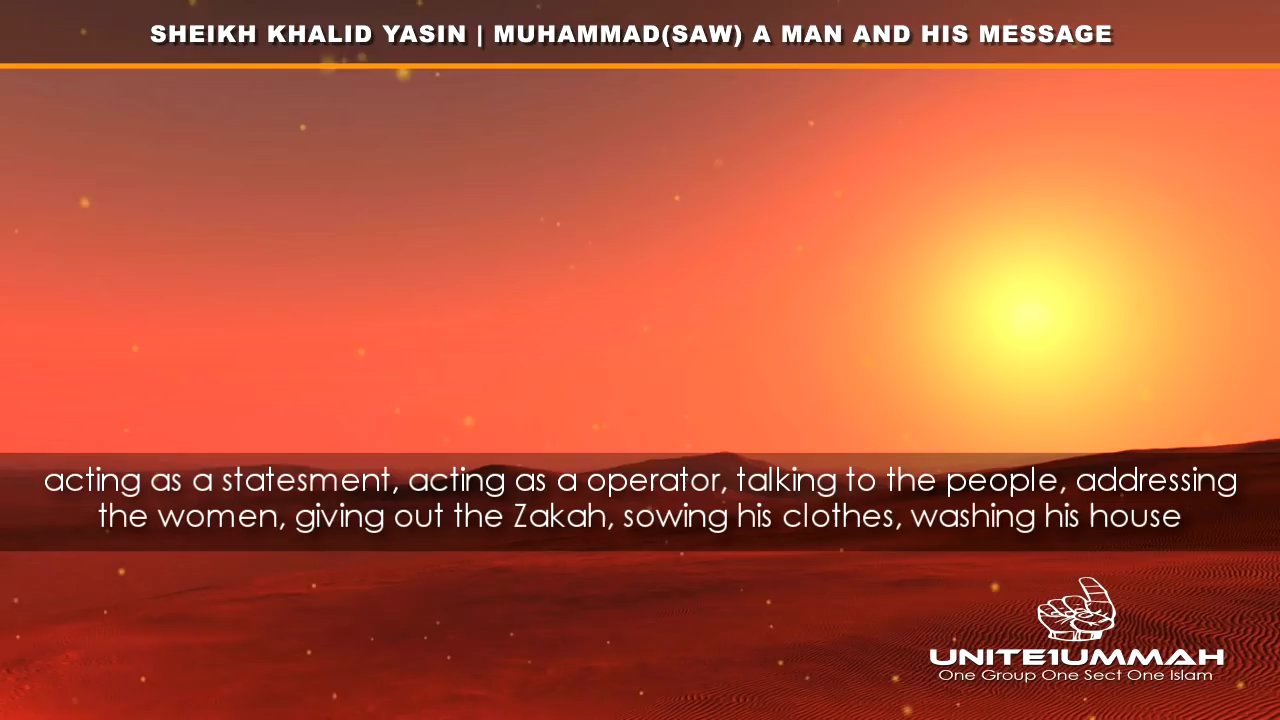 SHEIKH KHALID YASIN | MUHAMMAD(SAW) A MAN AND HIS MESSAGE
acting as a statesment, acting as a operator, talking to the people, addressing
the women, giving out the Zakah, sowing his clothes, washing his house
UNITE1UMMAH
One Group One Sect One Islam